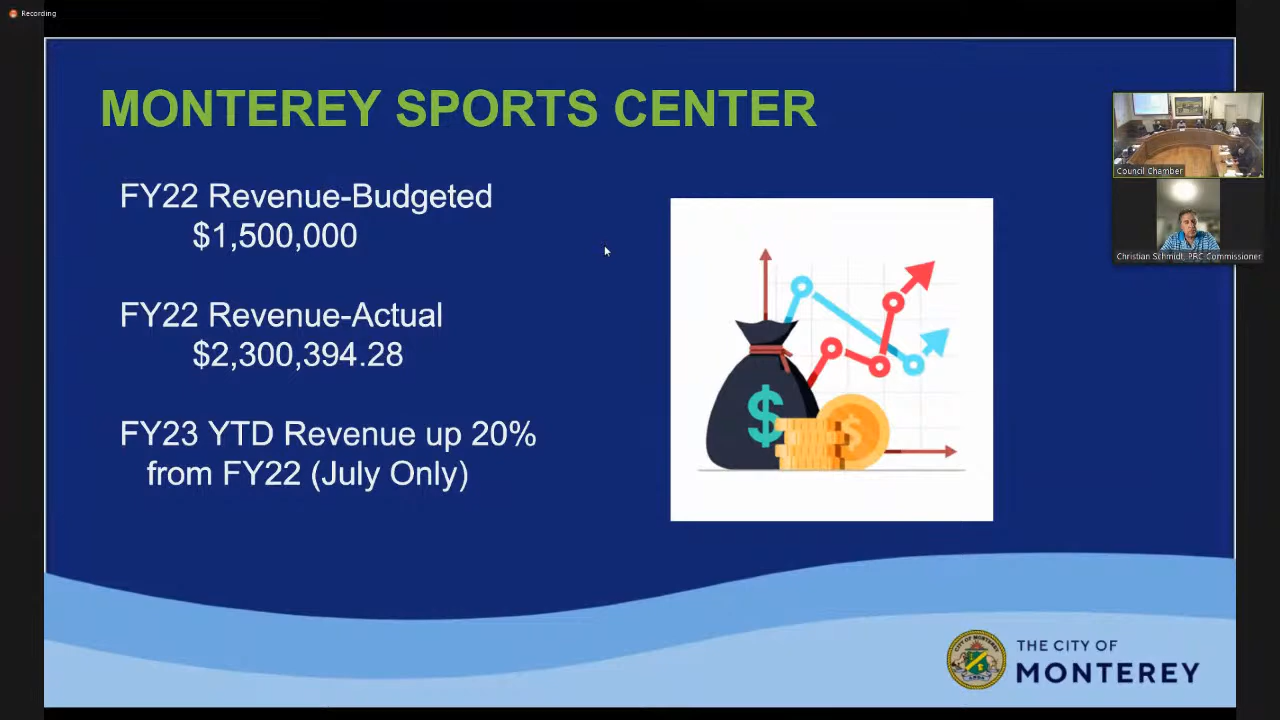 Recording
MONTEREY SPORTS CENTER
FY22 Revenue-Budgeted
$1,500,000
FY22 Revenue-Actual
$2,300,394.28
FY23 YTD Revenue up 20%
from FY22 (July Only)
Council Chamber
Christian Schmidt, PRC Commissioner
$
$
THE CITY OF
MONTEREY